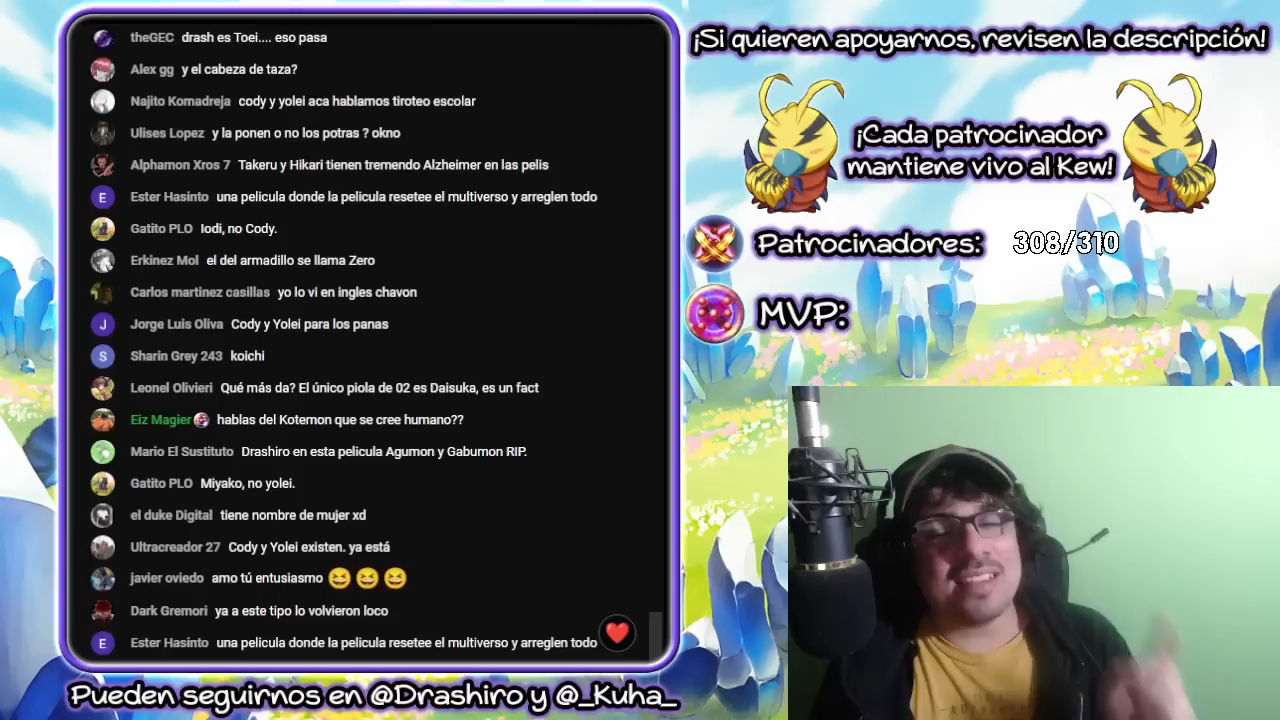 theGEC drash es Toei.... eso pasa
Alex gg y el cabeza de taza?
Najito Komadreja cody y yolei aca hablamos tiroteo escolar
Ulises Lopez y la ponen o no los potras ? okno
Alphamon Xros 7 Takeru y Hikari tienen tremendo Alzheimer en las pelis
E Ester Hasinto una pelicula donde la pelicula resetee el multiverso y arreglen todo
Gatito PLO Iodi, no Cody.
Erkinez Mol el del armadillo se llama Zero
Carlos martinez casillas yo lo vi en ingles chavon
J Jorge Luis Oliva Cody y Yolei para los panas
S Sharin Grey 243 koichi
Leonel Olivieri Qué más da? El único piola de 02 es Daisuka, es un fact
Eiz Magier hablas del Kotemon que se cree humano??
Mario El Sustituto Drashiro en esta pelicula Agumon y Gabumon RIP.
Gatito PLO Miyako, no yolei.
el duke Digital tiene nombre de mujer xd
Ultracreador 27 Cody y Yolei existen. ya está
javier oviedo amo tú entusiasmo 😆😆😆
Dark Gremori ya a este tipo lo volvieron loco
E Ester Hasinto una pelicula donde la pelicula resetee el multiverso y arreglen todo
Pueden seguirnos en @Drashiro y @_Kuha_
¡Si quieren apoyarnos, revisen la descripción!
¡Cada patrocinador
mantiene vivo al Kew!
Patrocinadores: 308/310
MVP: